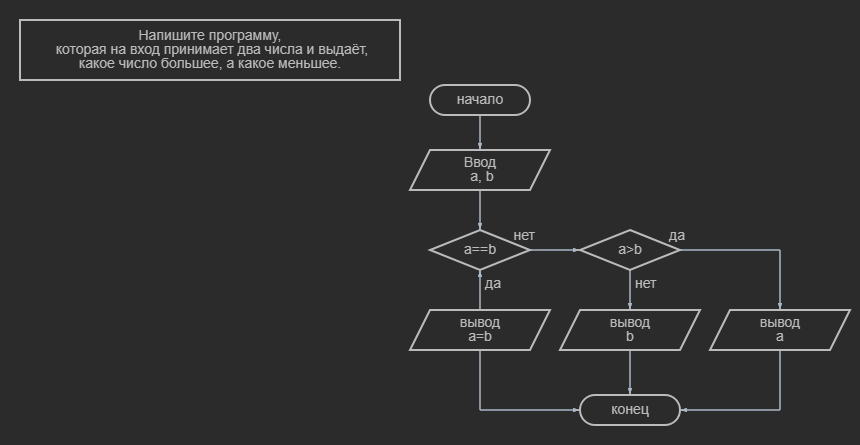 Напишите программу,
которая на вход принимает два числа и выдаёт,
какое число большее, а какое меньшее.
начало
Ввод
a, b
a==b
нет
a>b
да
да
нет
вывод
a=b
вывод
b
вывод
a
конец